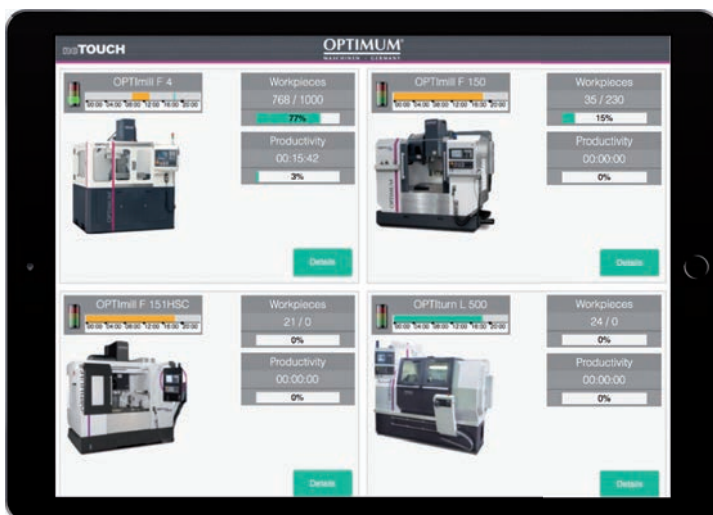 TOUCH
OPTIMUM
MASCHINEN - GERMANY
OPTImill F 4
00:00 04:00 08:00 12:00 16:00 20:00
Workpieces
768 / 1000
77%
Productivity
00:15:42
3%
Details
OPTImill F 150
00:00 04:00 08:00 12:00 16:00 20:00
Workpieces
35 / 230
15%
Productivity
00:00:00
0%
Details
OPTImill F 151HSC
00:00 04:00 08:00 12:00 16:00 20:00
Workpieces
21 / 0
0%
Productivity
00:00:00
0%
Details
OPTIturn L 500
00:00 04:00 08:00 12:00 16:00 20:00
Workpieces
24 / 0
0%
Productivity
00:00:00
0%
Details